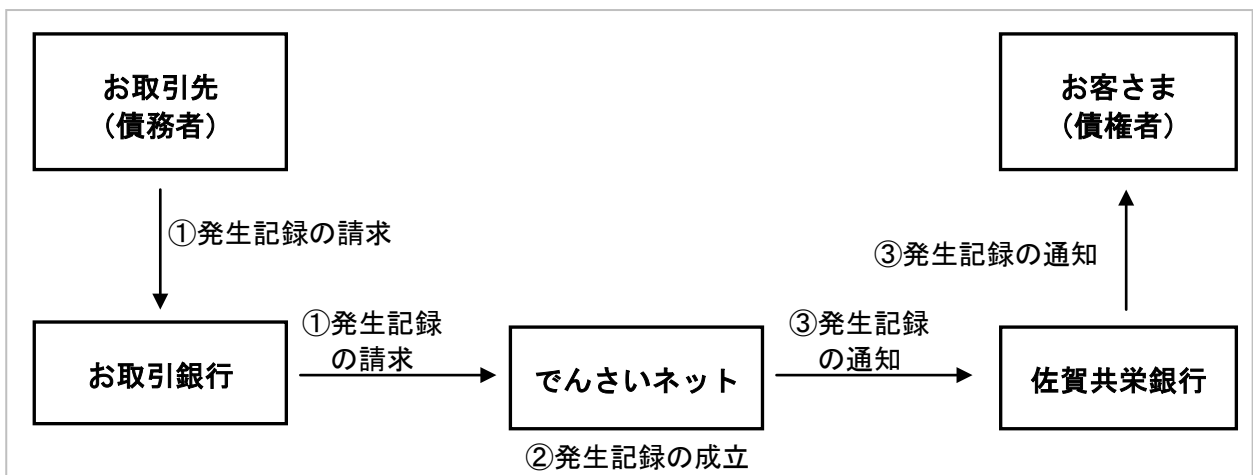 お取引先
（債務者）
お客さま
（債権者）
①発生記録の請求
③発生記録の通知
①発生記録
の請求
③発生記録
の通知
お取引銀行
でんさいネット
佐賀共栄銀行
②発生記録の成立